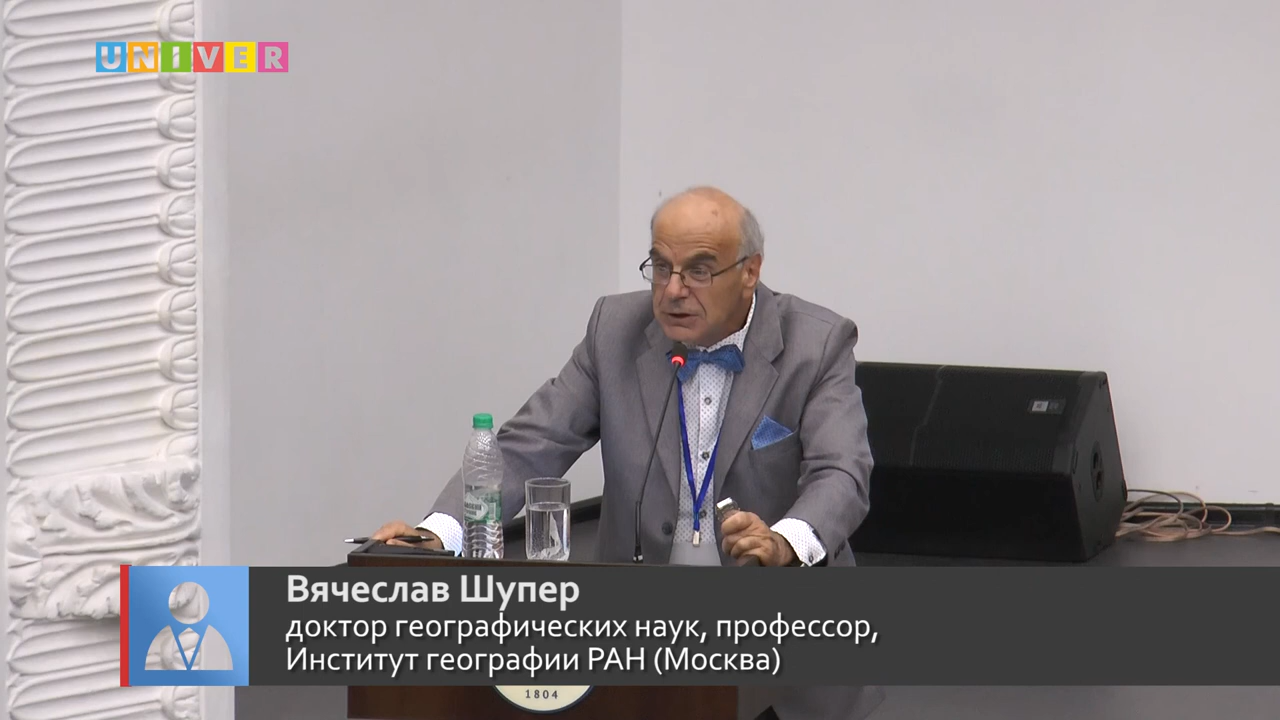 UNIVER
Вячеслав Шупер
доктор географических наук, профессор,
Институт географии РАН (Москва)
1804